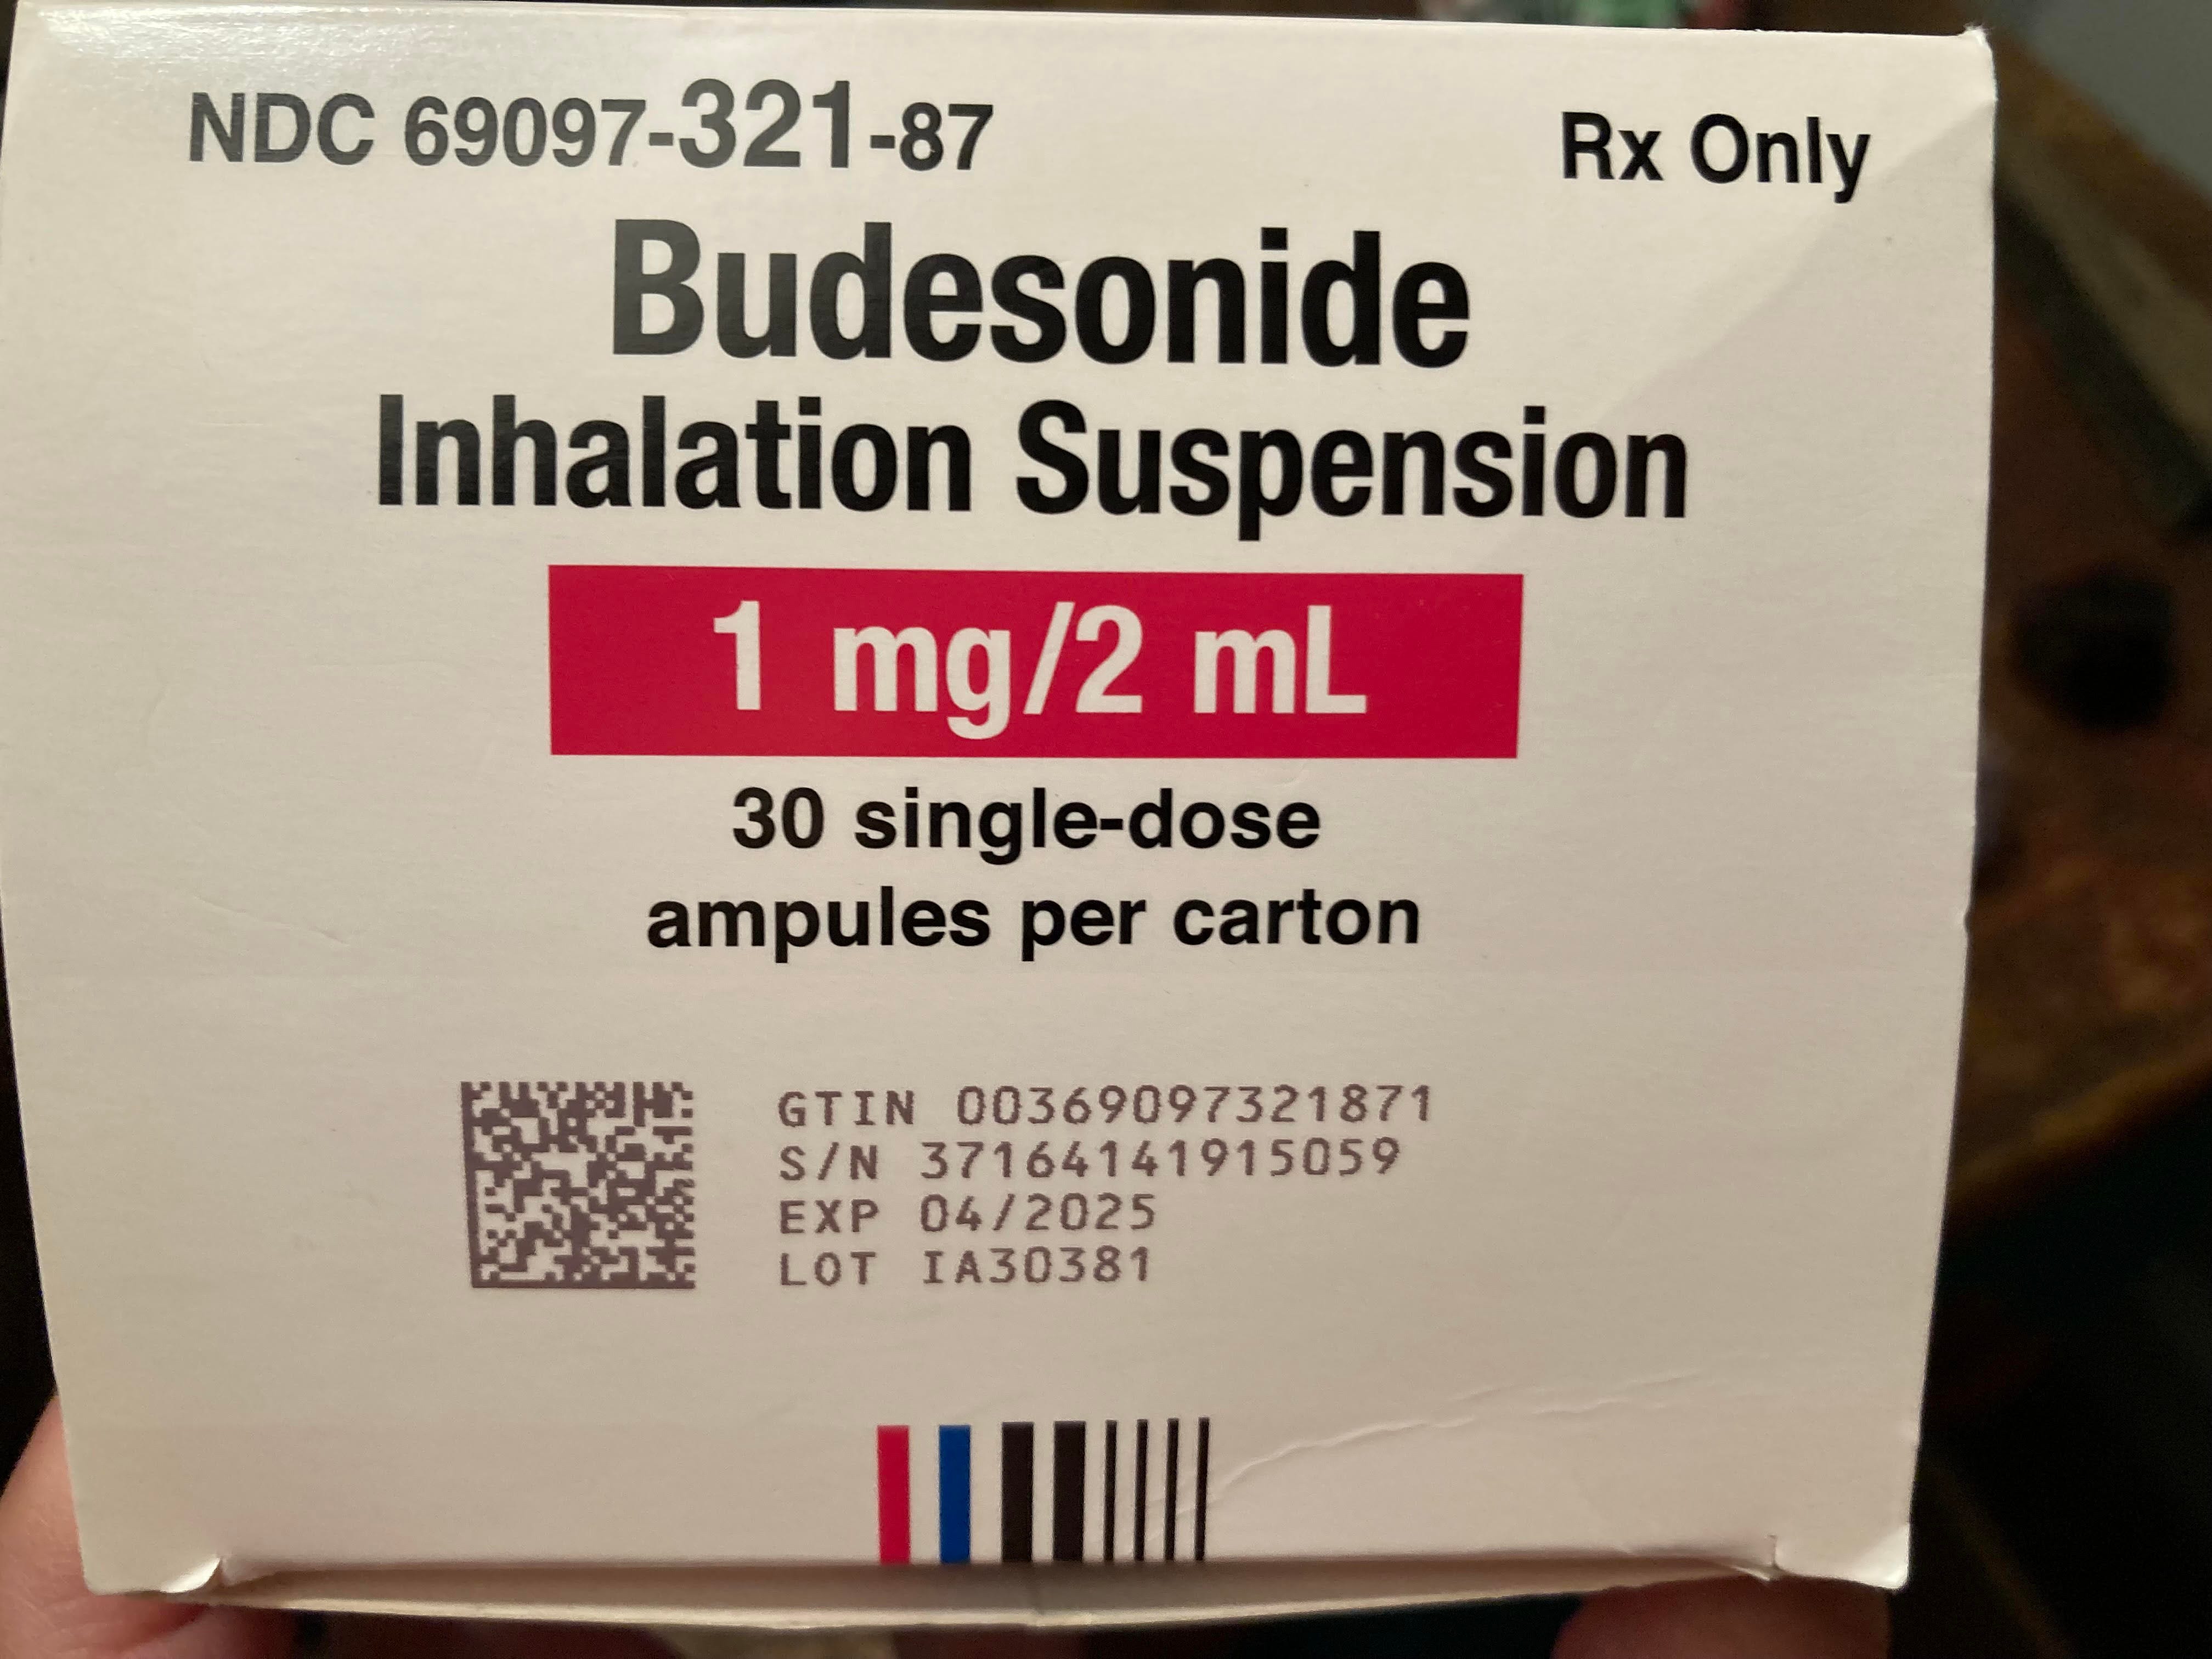 NDC 69097-321-87
Rx Only
Budesonide
Inhalation Suspension
1 mg/2 mL
30 single-dose
ampules per carton
GTIN 00369097321871
S/N 37164141915059
EXP 04/2025
LOT IA30381